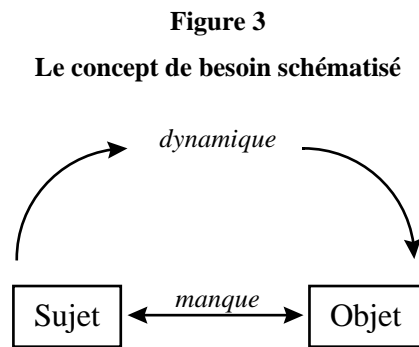 Figure 3
Le concept de besoin schématisé
dynamique
Sujet
manque
Objet